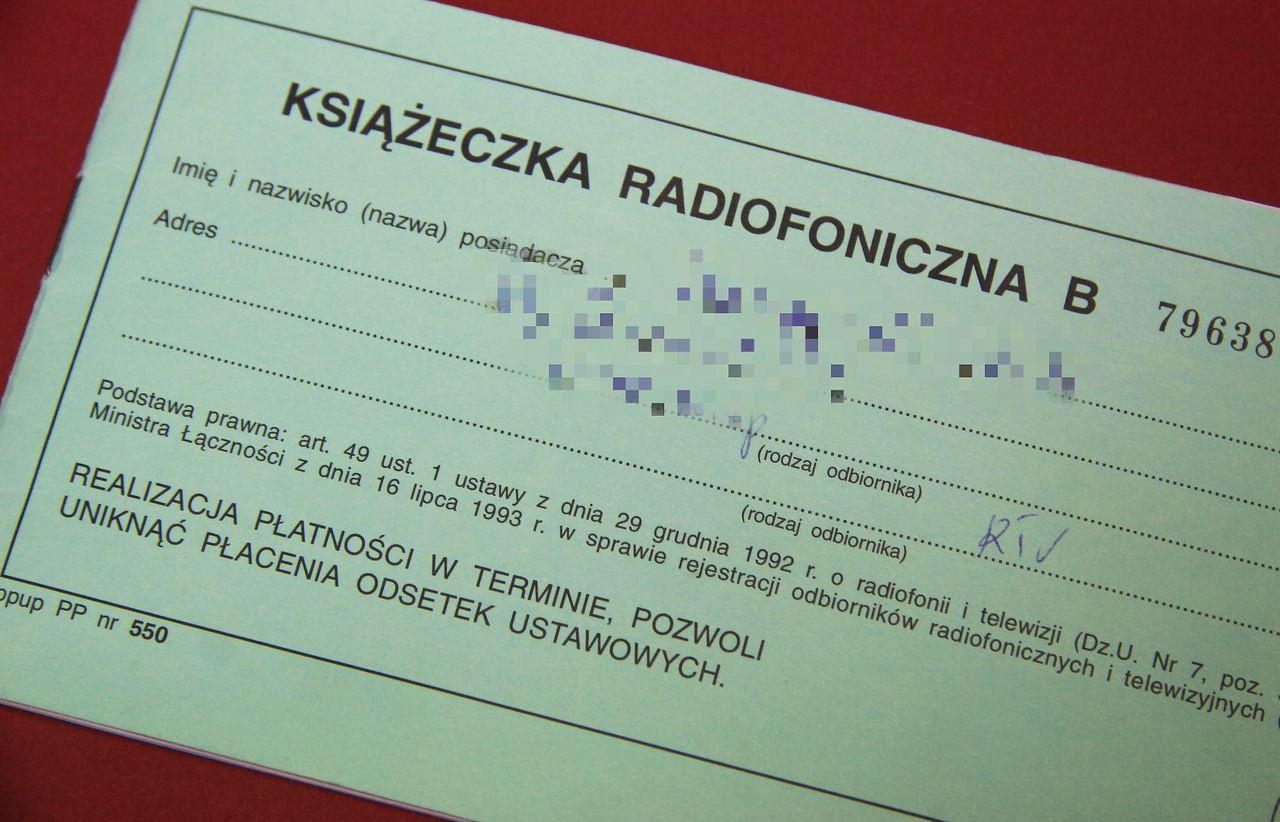 KSIĄŻECZKA RADIOFONICZNA B 79638
Imię i nazwisko (nazwa) posiadacza
Adres
(rodzaj odbiornika)
(rodzaj odbiornika) RTV
Podstawa prawna: art. 49 ust. 1 ustawy z dnia 29 grudnia 1992 r. o radiofonii i telewizji (Dz.U. Nr 7, poz.
Ministra Łączności z dnia 16 lipca 1993 r. w sprawie rejestracji odbiorników radiofonicznych i telewizyjnych
REALIZACJA PŁATNOŚCI W TERMINIE, POZWOLI
UNIKNĄĆ PŁACENIA ODSETEK USTAWOWYCH.
opup PP nr 550